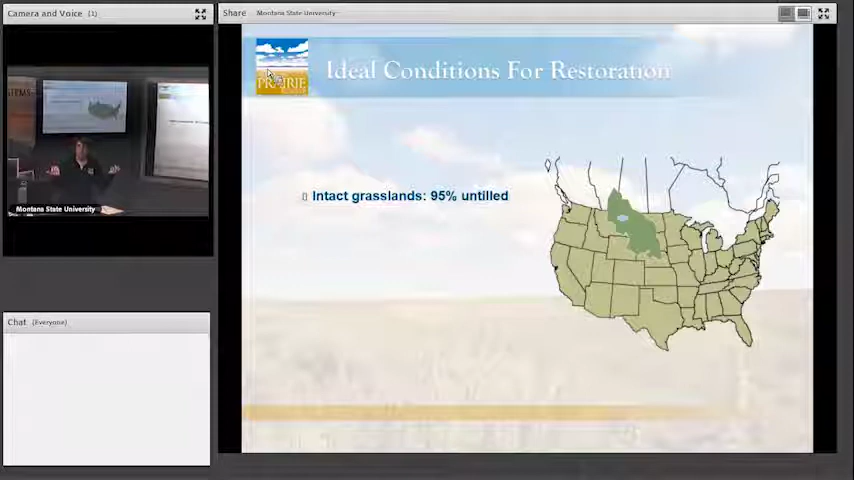 Camera and Voice (1)
Share Montana State University
PRAIRIE
Ideal Conditions For Restoration
Intact grasslands: 95% untilled
Montana State University
Chat (Everyone)